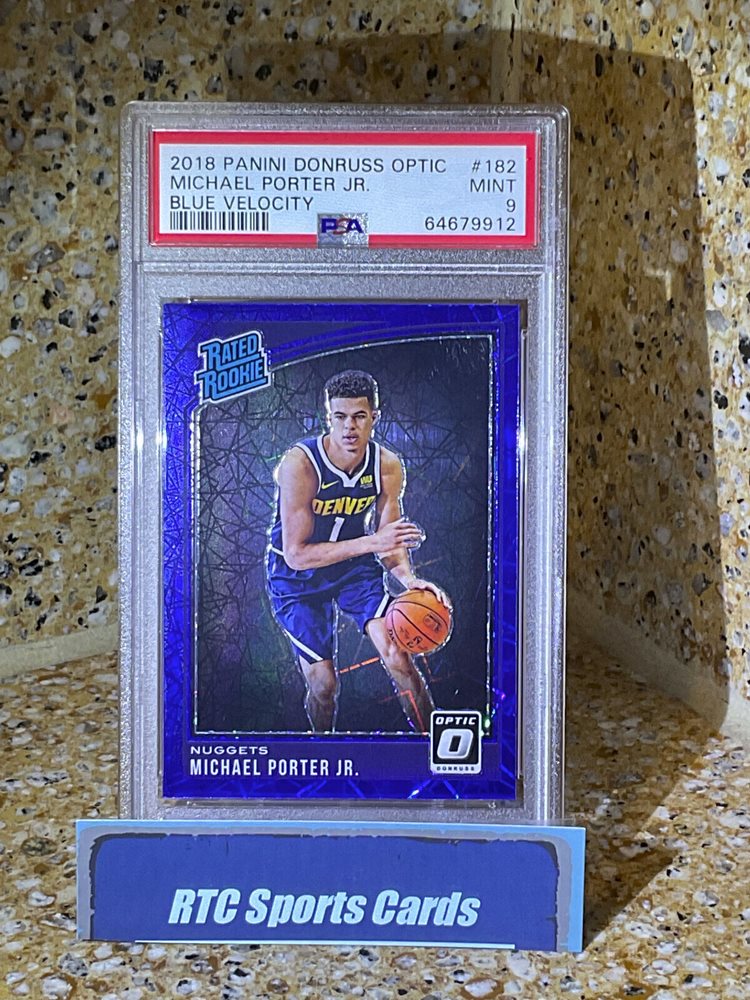 2018 PANINI DONRUSS OPTIC #182
MICHAEL PORTER JR. MINT
BLUE VELOCITY 9
PSA 64679912
RATED
ROOKIE
DENVER
1
OPTIC
DONRUSS
NUGGETS
MICHAEL PORTER JR.
RTC Sports Cards